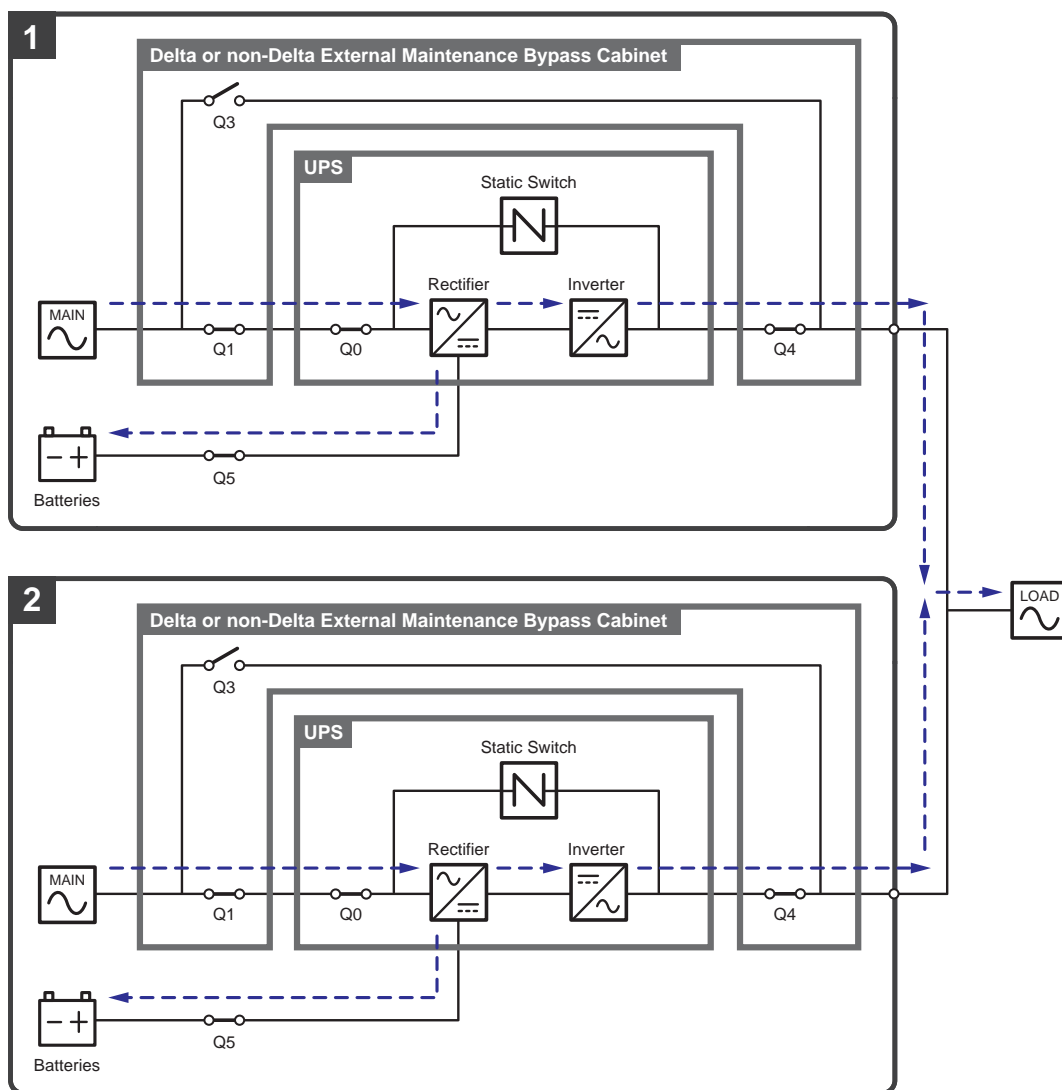 1
Delta or non-Delta External Maintenance Bypass Cabinet
Q3
UPS
Static Switch
Rectifier
Inverter
MAIN
Q1
Q0
Q4
Batteries
Q5
2
Delta or non-Delta External Maintenance Bypass Cabinet
LOAD
Q3
UPS
Static Switch
Rectifier
Inverter
MAIN
Q1
Q0
Q4
Batteries
Q5